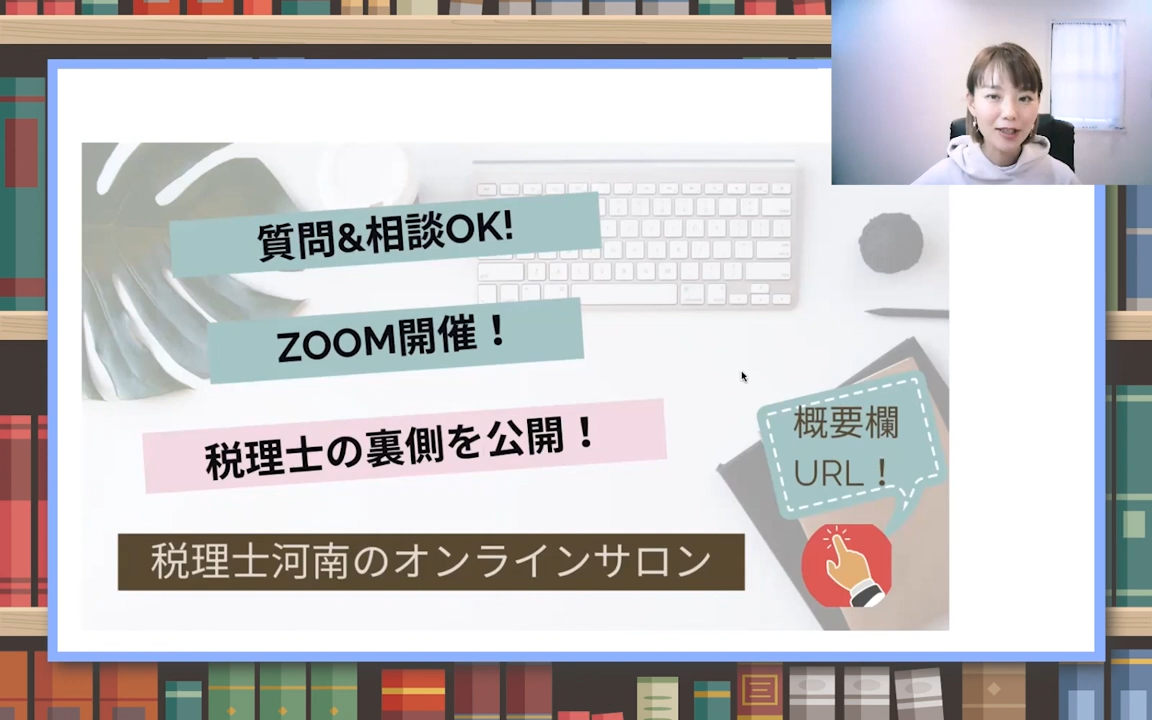 質問&相談OK!
ZOOM開催！
税理士の裏側を公開！
概要欄
URL！
税理士河南のオンラインサロン